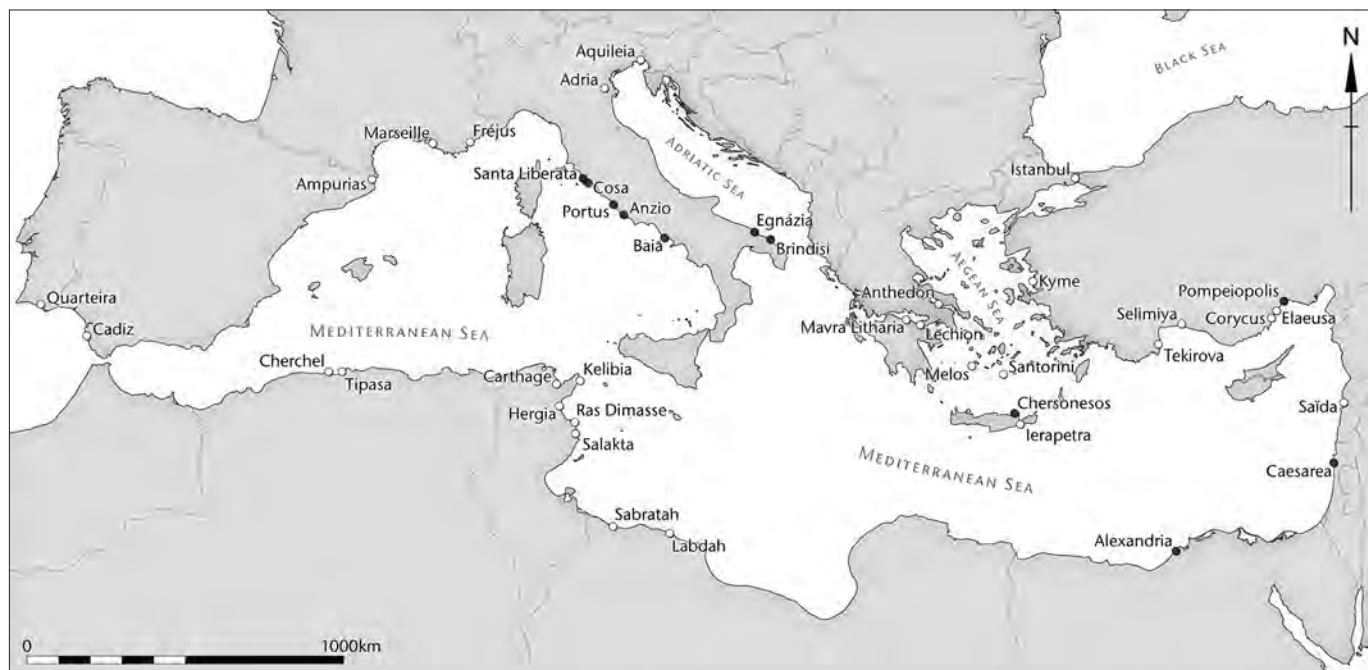 Aquileia
Adria
BLACK SEA
N
Marseille
Fréjus
ADRIATIC SEA
Santa Liberata
Cosa
Ampurias
Istanbul
Portus
Anzio
Egnázia
Baia
Brindisi
AEGEAN SEA
Kyme
Quarteira
Anthedon
Pompeiopolis
Cadiz
MEDITERRANEAN SEA
Mavra Litharia
Lechion
Selimiya
Corycus
Elaeusa
Tekirova
Cherchel
Tipasa
Carthage
Kelibia
Melos
Santorini
Hergia
Ras Dimasse
Chersonesos
Saïda
Salakta
Ierapetra
MEDITERRANEAN SEA
Caesarea
Sabratah
Labdah
Alexandria
0
1000km